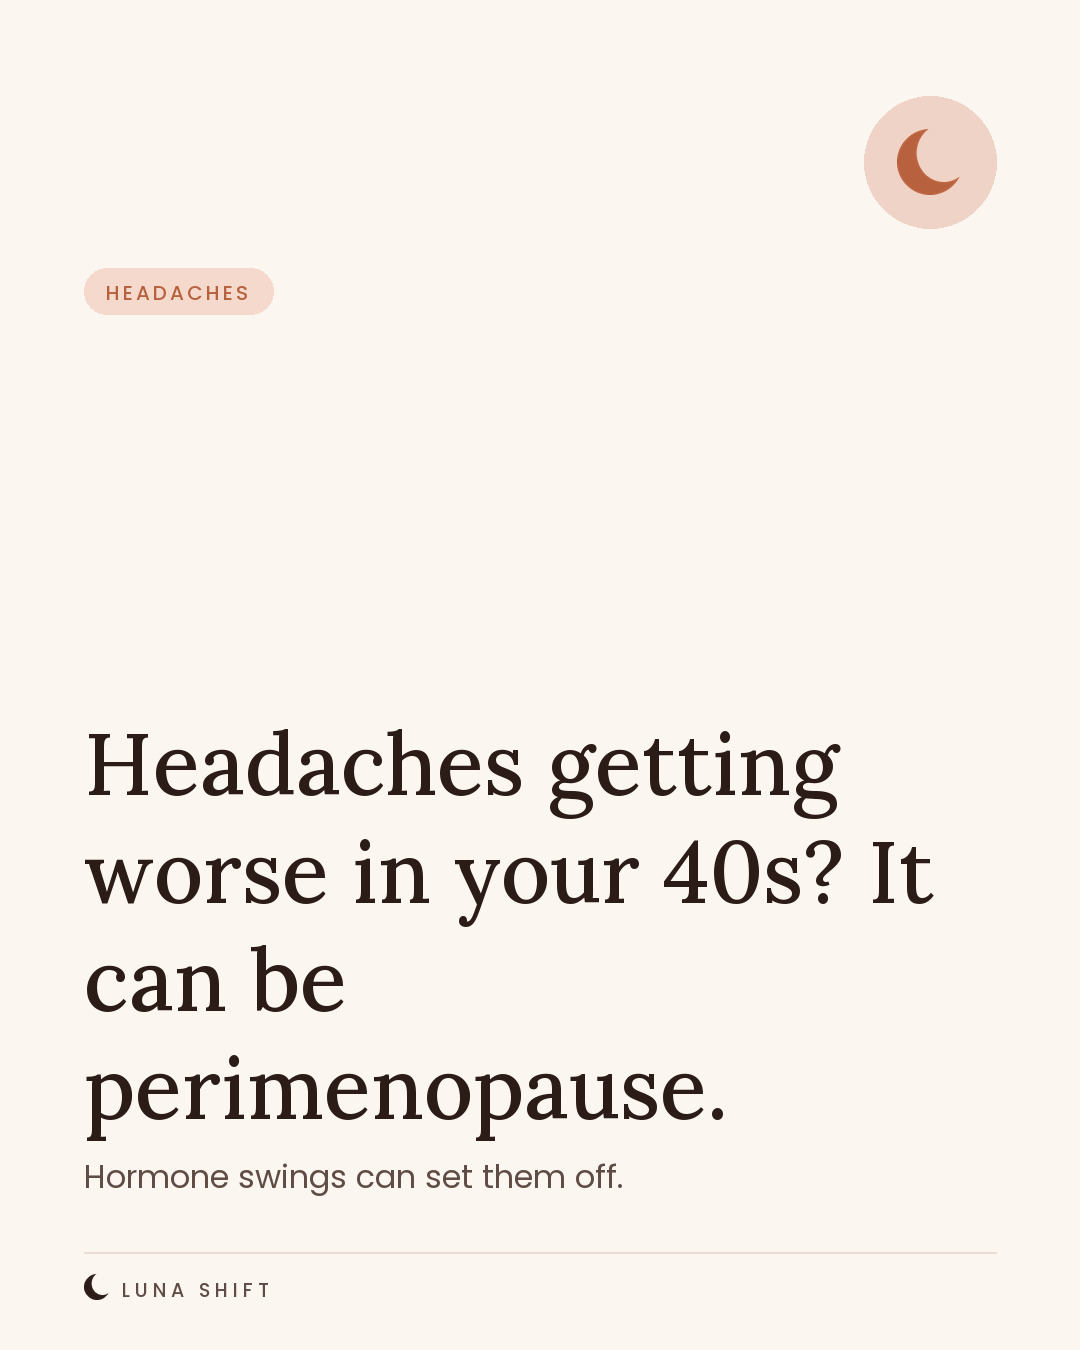 HEADACHES
Headaches getting
worse in your 40s? It
can be
perimenopause.
Hormone swings can set them off.
LUNA SHIFT